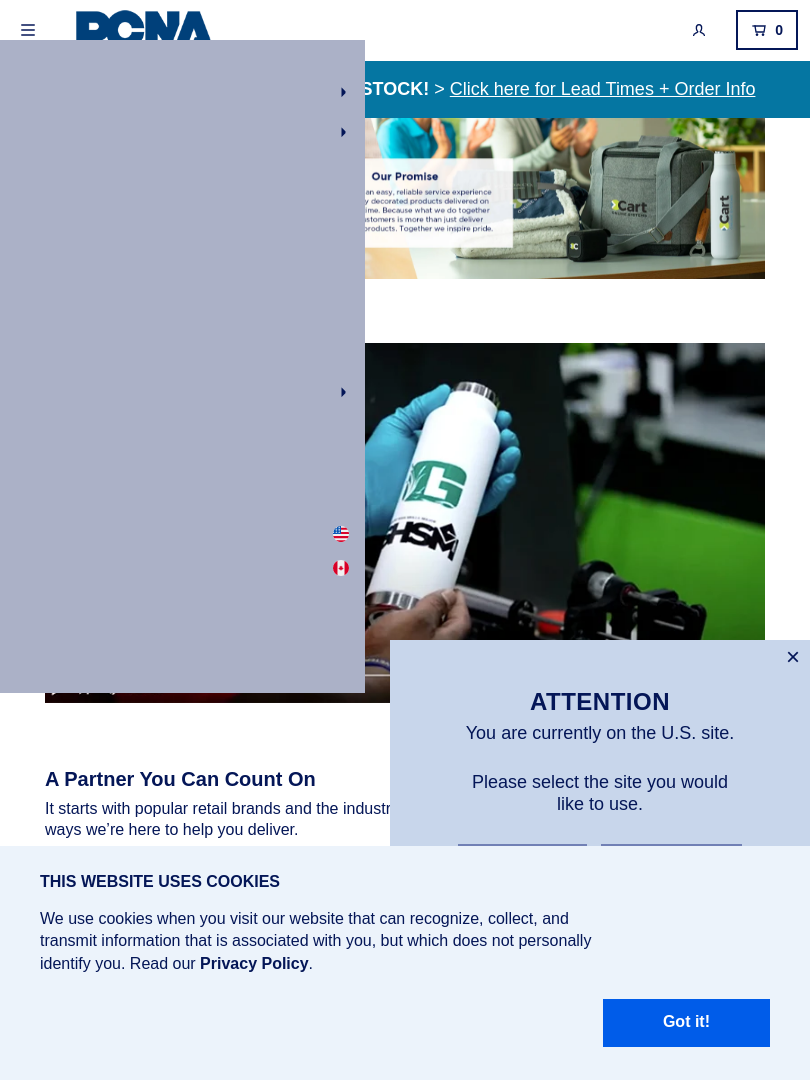 PCNA
0
STOCK! > Click here for Lead Times + Order Info
Our Promise
an easy, reliable service experience
y decorated products delivered on
ime. Because what we do together
ustomers is more than just deliver
products. Together we inspire pride.
Cart
Cart
C
G
HSM
ATTENTION
You are currently on the U.S. site.
Please select the site you would
like to use.
A Partner You Can Count On
It starts with popular retail brands and the industr
ways we’re here to help you deliver.
THIS WEBSITE USES COOKIES
We use cookies when you visit our website that can recognize, collect, and
transmit information that is associated with you, but which does not personally
identify you. Read our Privacy Policy.
Got it!